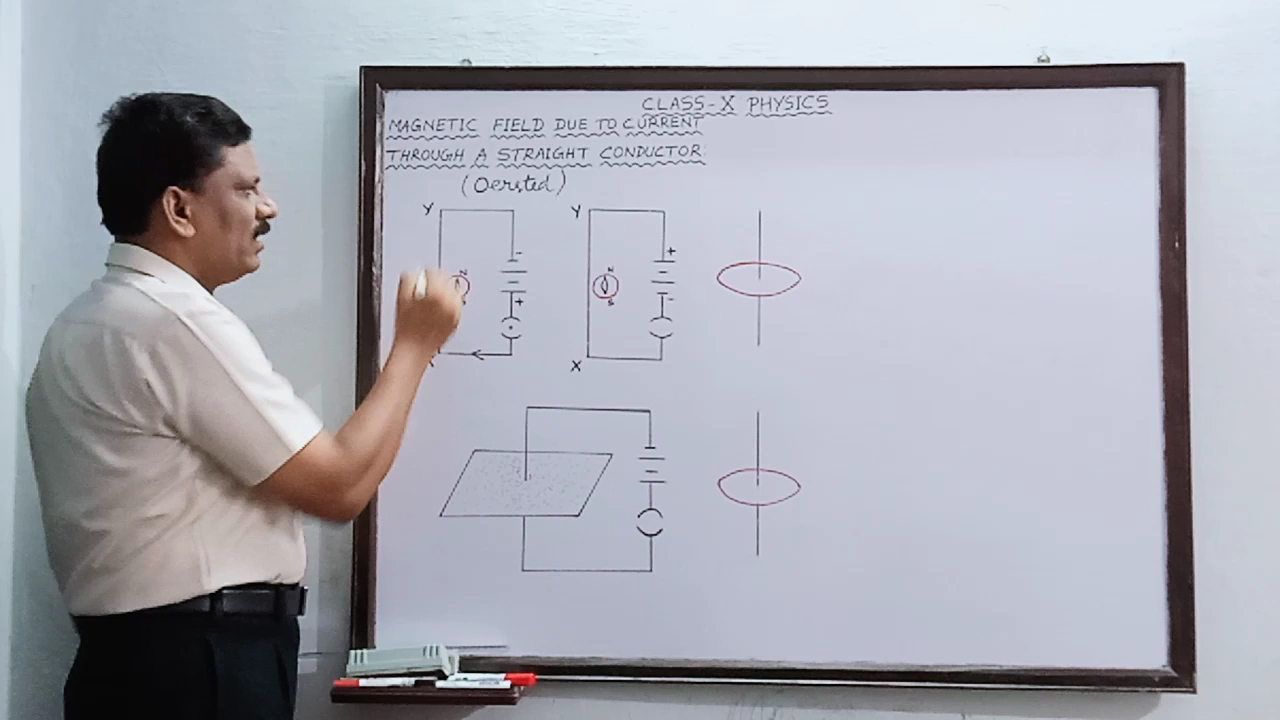 CLASS-X PHYSICS
MAGNETIC FIELD DUE TO CURRENT
THROUGH A STRAIGHT CONDUCTOR
(Oersted)
Y Y
- +
N N
S
+ -
X